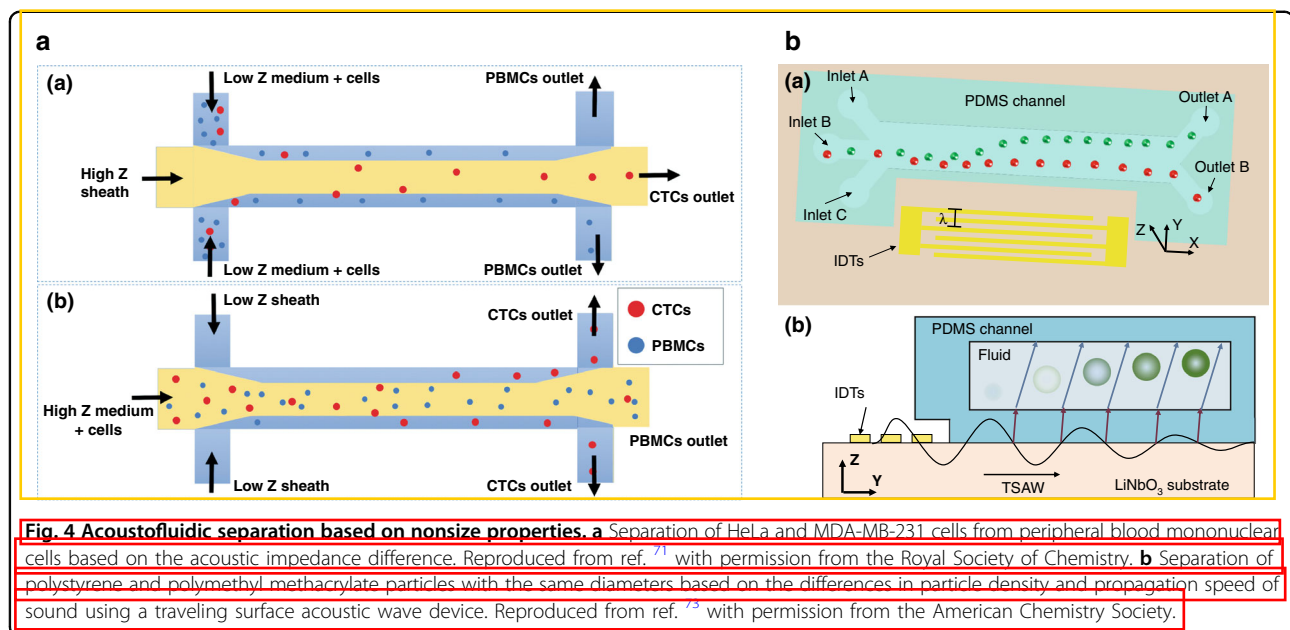 a
(a)
Low Z medium + cells
PBMCs outlet
High Z
sheath
CTCs outlet
Low Z medium + cells
PBMCs outlet
(b)
Low Z sheath
CTCs outlet
CTCs
PBMCs
High Z medium
+ cells
PBMCs outlet
Low Z sheath
CTCs outlet
b
(a)
Inlet A
PDMS channel
Outlet A
Inlet B
Outlet B
Inlet C
λ
Z
Y
X
IDTs
(b)
PDMS channel
Fluid
IDTs
Z
Y
TSAW
LiNbO3 substrate
Fig. 4 Acoustofluidic separation based on nonsize properties. a Separation of HeLa and MDA-MB-231 cells from peripheral blood mononuclear
cells based on the acoustic impedance difference. Reproduced from ref. 71 with permission from the Royal Society of Chemistry. b Separation of
polystyrene and polymethyl methacrylate particles with the same diameters based on the differences in particle density and propagation speed of
sound using a traveling surface acoustic wave device. Reproduced from ref. 73 with permission from the American Chemistry Society.